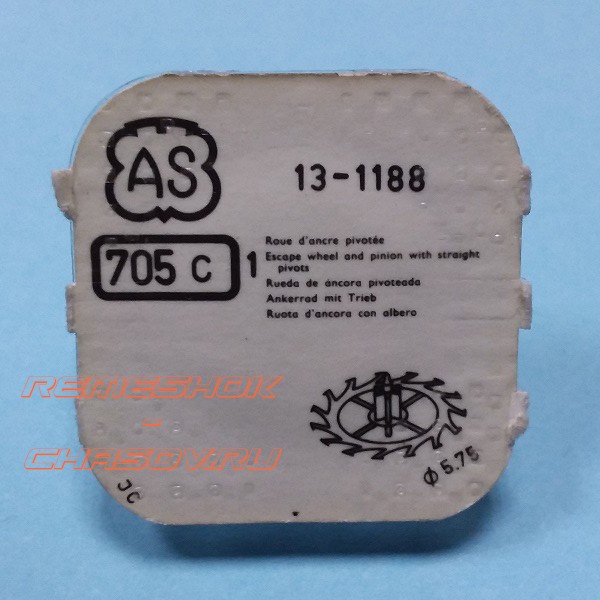 AS
13-1188
705 C
1
Roue d'ancre pivotée
Escape wheel and pinion with straight
pivots
Rueda de áncora pivoteada
Ankerrad mit Trieb
Ruota d'ancora con albero
REMESHOK
-
CHASOV.RU
φ 5.75
JC